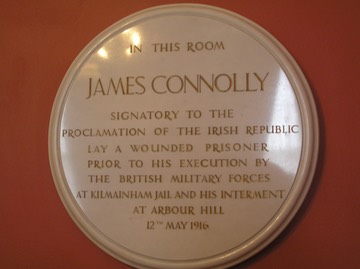 IN THIS ROOM
JAMES CONNOLLY
SIGNATORY TO THE
PROCLAMATION OF THE IRISH REPUBLIC
LAY A WOUNDED PRISONER
PRIOR TO HIS EXECUTION BY
THE BRITISH MILITARY FORCES
AT KILMAINHAM JAIL AND HIS INTERMENT
AT ARBOUR HILL
12TH MAY 1916